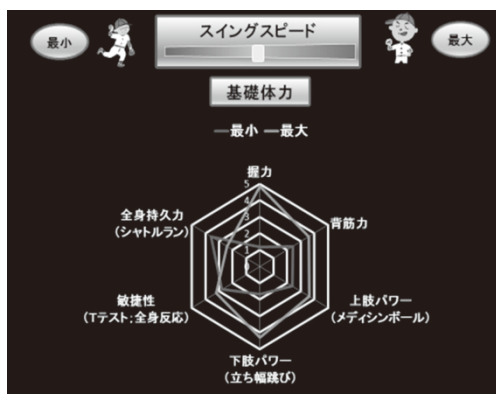 最小
スイングスピード
最大
基礎体力
最小 最大
握力
5
4
3
2
1
0
背筋力
上肢パワー
(メディシンボール)
下肢パワー
(立ち幅跳び)
敏捷性
(Tテスト;全身反応)
全身持久力
(シャトルラン)